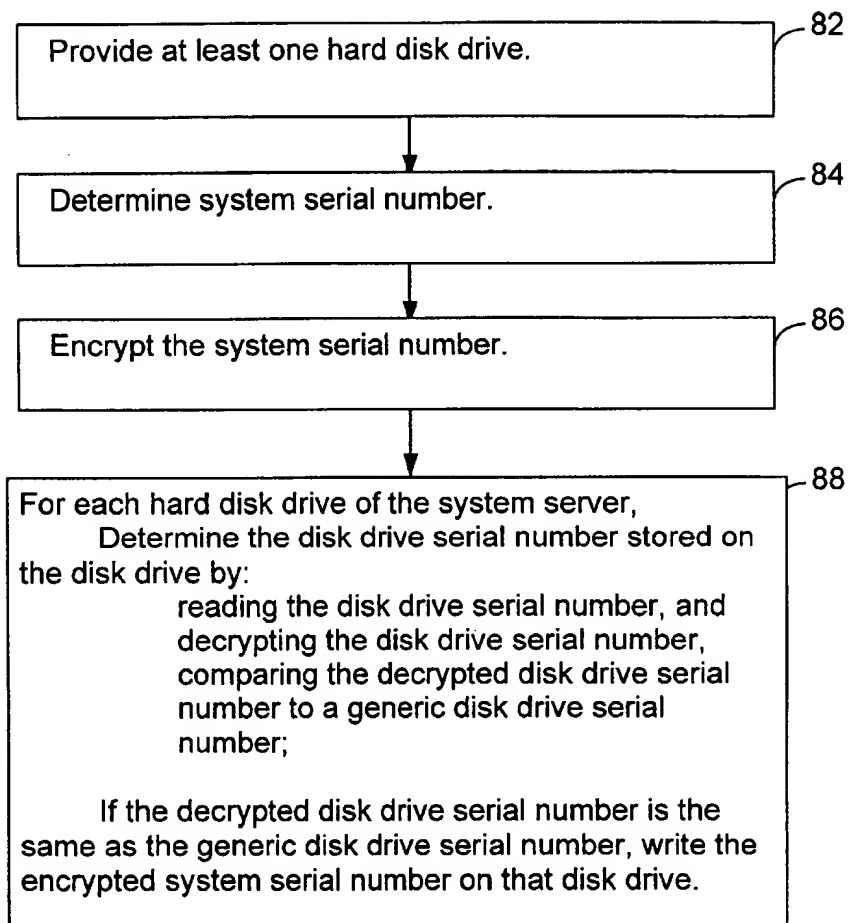 82
Provide at least one hard disk drive.
84
Determine system serial number.
86
Encrypt the system serial number.
88
For each hard disk drive of the system server,
Determine the disk drive serial number stored on
the disk drive by:
reading the disk drive serial number, and
decrypting the disk drive serial number,
comparing the decrypted disk drive serial
number to a generic disk drive serial
number;
If the decrypted disk drive serial number is the
same as the generic disk drive serial number, write the
encrypted system serial number on that disk drive.